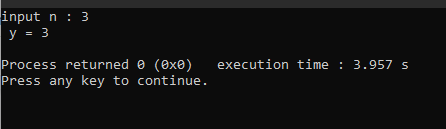 input n : 3
y = 3
Process returned 0 (0x0)   execution time : 3.957 s
Press any key to continue.